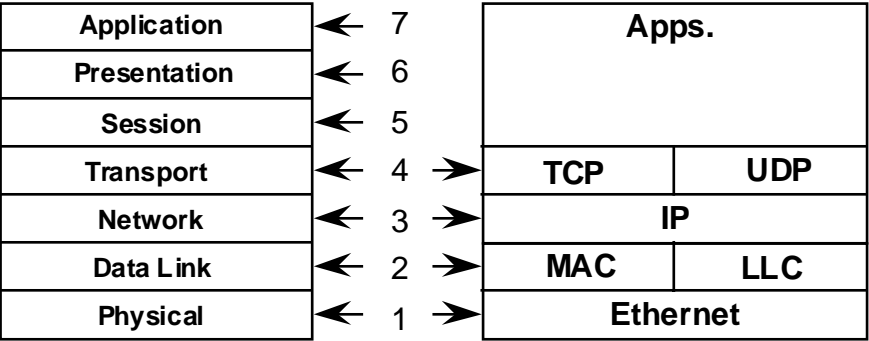 Application 7 Apps.
Presentation 6
Session 5
Transport 4 TCP UDP
Network 3 IP
Data Link 2 MAC LLC
Physical 1 Ethernet